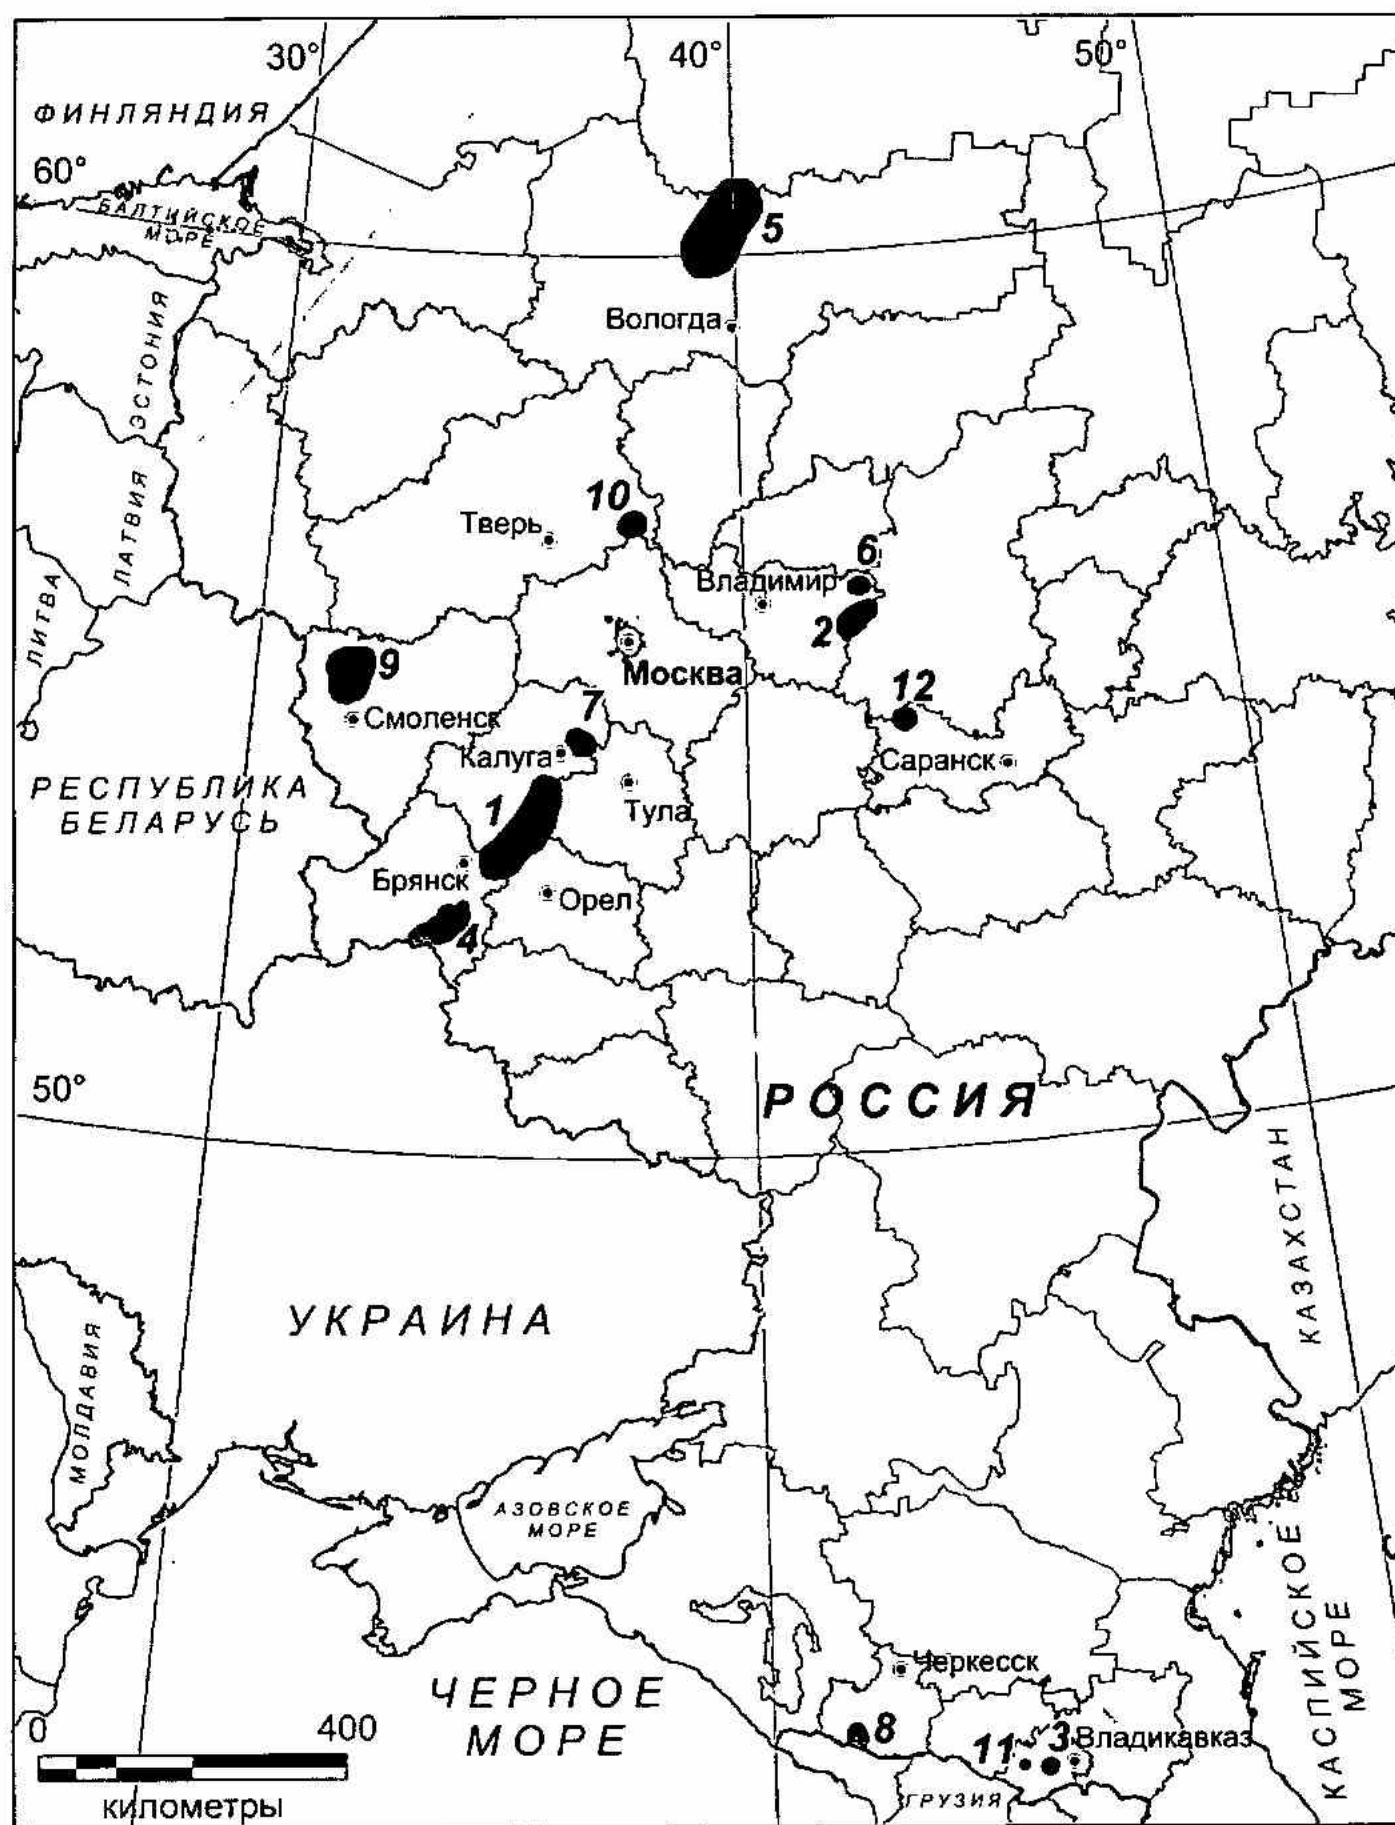 30°
40°
50°
ФИНЛЯНДИЯ
60°
БАЛТИЙСКОЕ
МОРЕ
5
Вологда
ЭСТОНИЯ
ЛАТВИЯ
ЛИТВА
10
Тверь
6
Владимир
2
9
Москва
12
Смоленск
7
Калуга
Саранск
РЕСПУБЛИКА
БЕЛАРУСЬ
1
Тула
Брянск
Орел
4
50°
РОССИЯ
КАЗАХСТАН
УКРАИНА
МОЛДАВИЯ
АЗОВСКОЕ
МОРЕ
КАСПИЙСКОЕ
МОРЕ
Черкесск
ЧЕРНОЕ
МОРЕ
8
11
3
Владикавказ
ГРУЗИЯ
0
400
километры